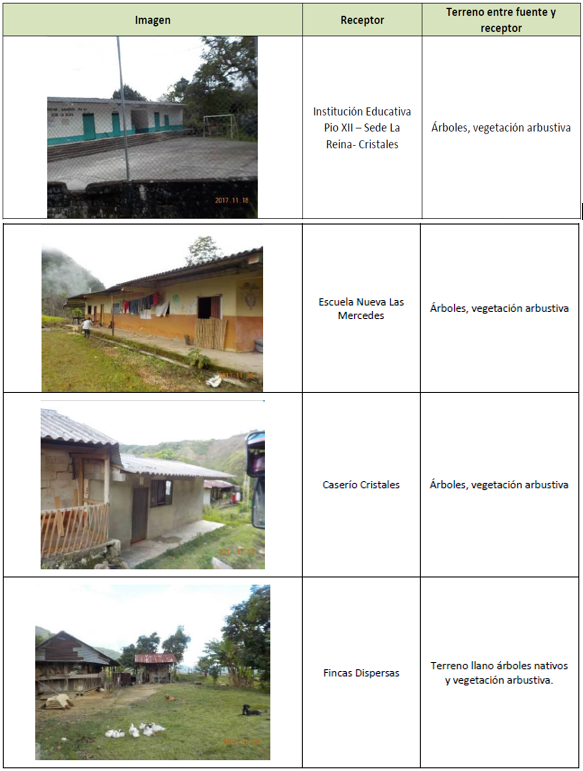 Imagen
Receptor
Terreno entre fuente y
receptor
2017.11.18
Institución Educativa
Pio XII – Sede La
Reina- Cristales
Árboles, vegetación arbustiva
Escuela Nueva Las
Mercedes
Árboles, vegetación arbustiva
Caserío Cristales
Árboles, vegetación arbustiva
Fincas Dispersas
Terreno llano árboles nativos
y vegetación arbustiva.